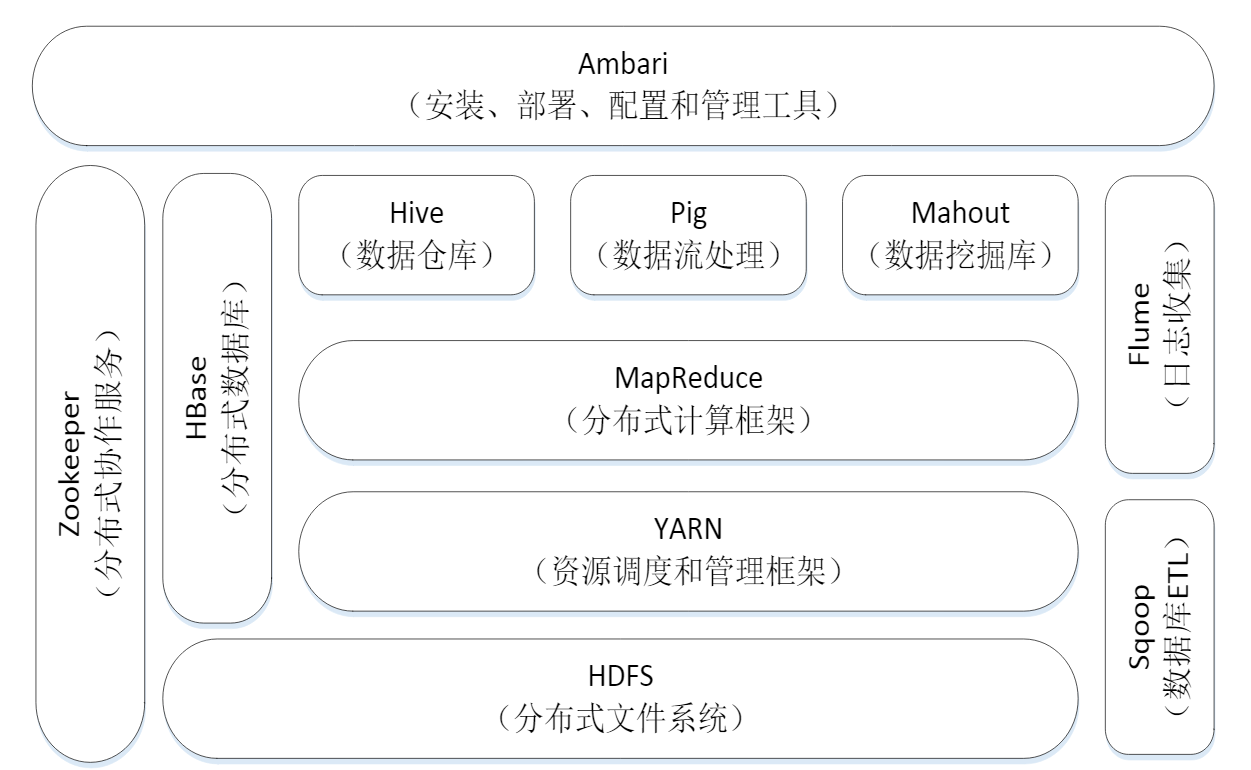 Ambari
（安装、部署、配置和管理工具）
Zookeeper
（分布式协作服务）
HBase
（分布式数据库）
Hive
（数据仓库）
Pig
（数据流处理）
Mahout
（数据挖掘库）
Flume
（日志收集）
MapReduce
（分布式计算框架）
YARN
（资源调度和管理框架）
Sqoop
（数据库ETL）
HDFS
（分布式文件系统）